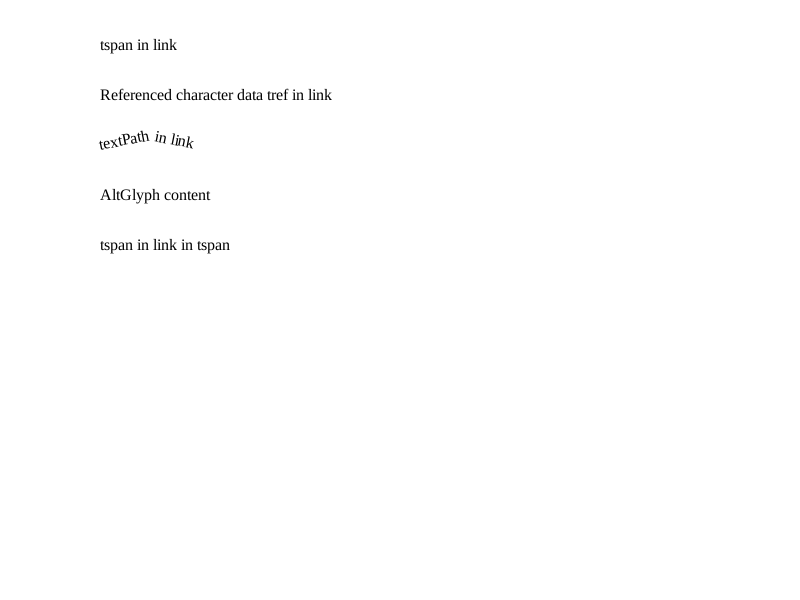 tspan in link
Referenced character data tref in link
textPath in link
AltGlyph content
tspan in link in tspan